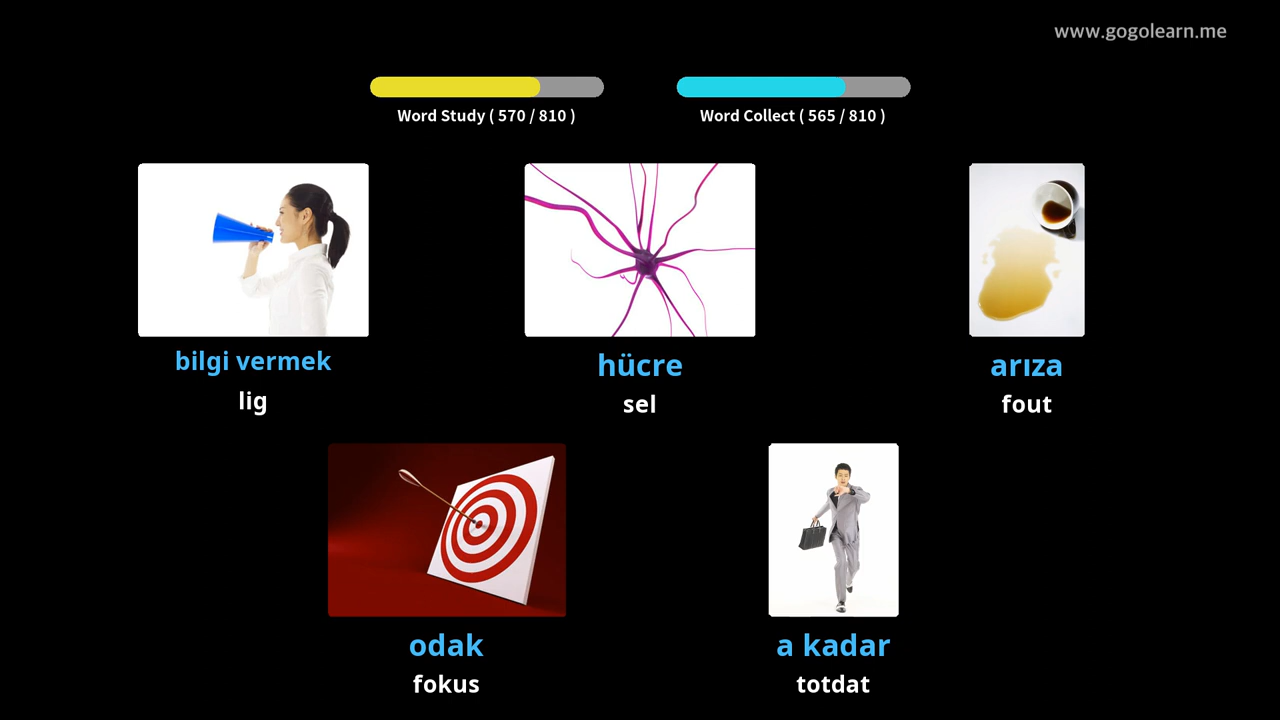 www.gogolearn.me
Word Study ( 570 / 810 )
Word Collect ( 565 / 810 )
bilgi vermek
lig
hücre
sel
arıza
fout
odak
fokus
a kadar
totdat